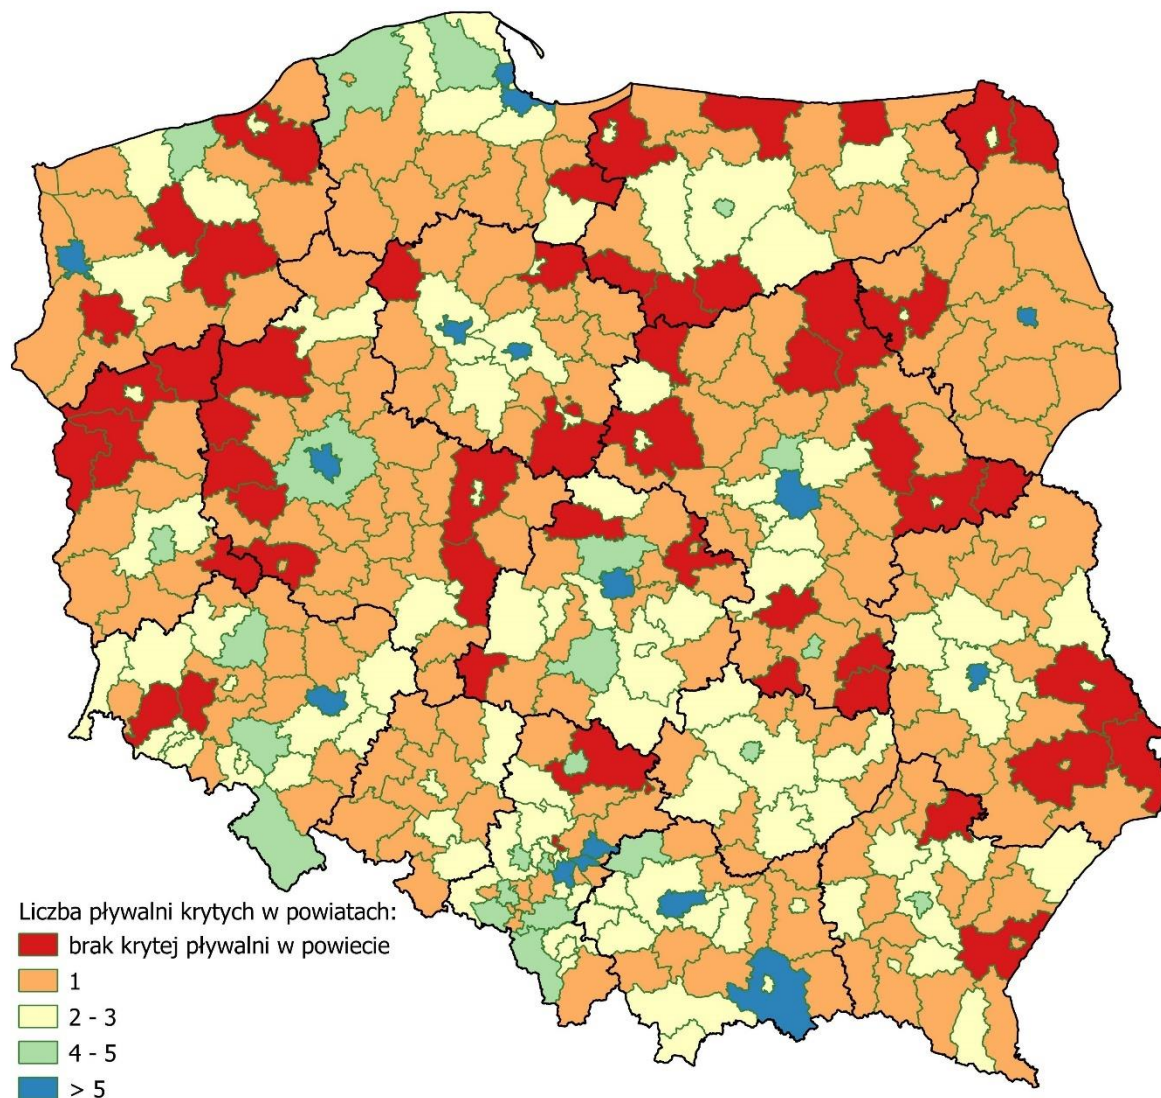 Liczba pływalni krytych w powiatach:
brak krytej pływalni w powiecie
1
2 - 3
4 - 5
> 5